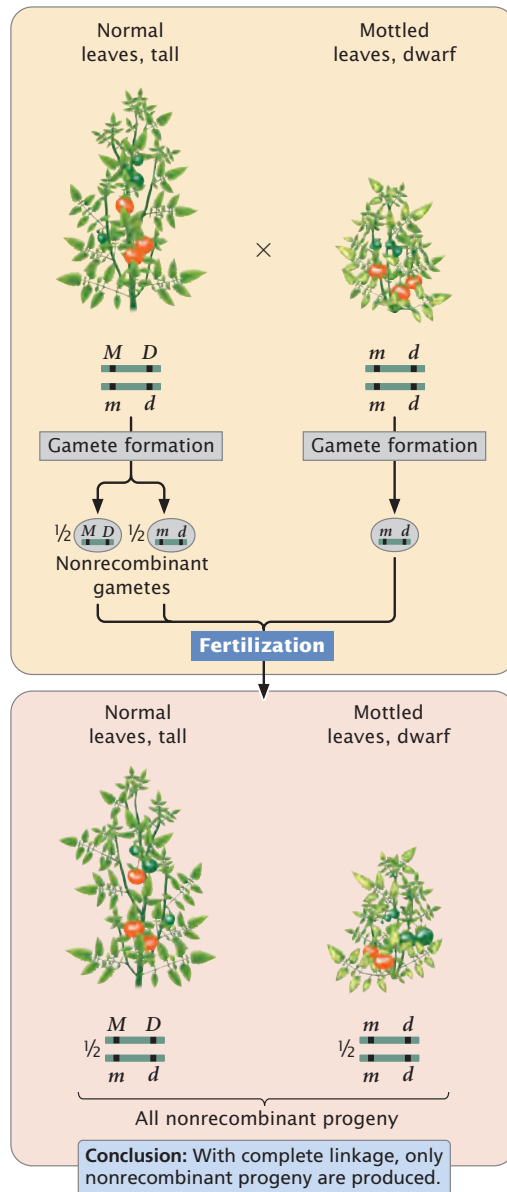 Normal
leaves, tall
Mottled
leaves, dwarf
×
M D
m d
m d
m d
Gamete formation
Gamete formation
½ M D ½ m d
m d
Nonrecombinant
gametes
Fertilization
Normal
leaves, tall
Mottled
leaves, dwarf
M D
½
m d
m d
½
m d
All nonrecombinant progeny
Conclusion: With complete linkage, only
nonrecombinant progeny are produced.